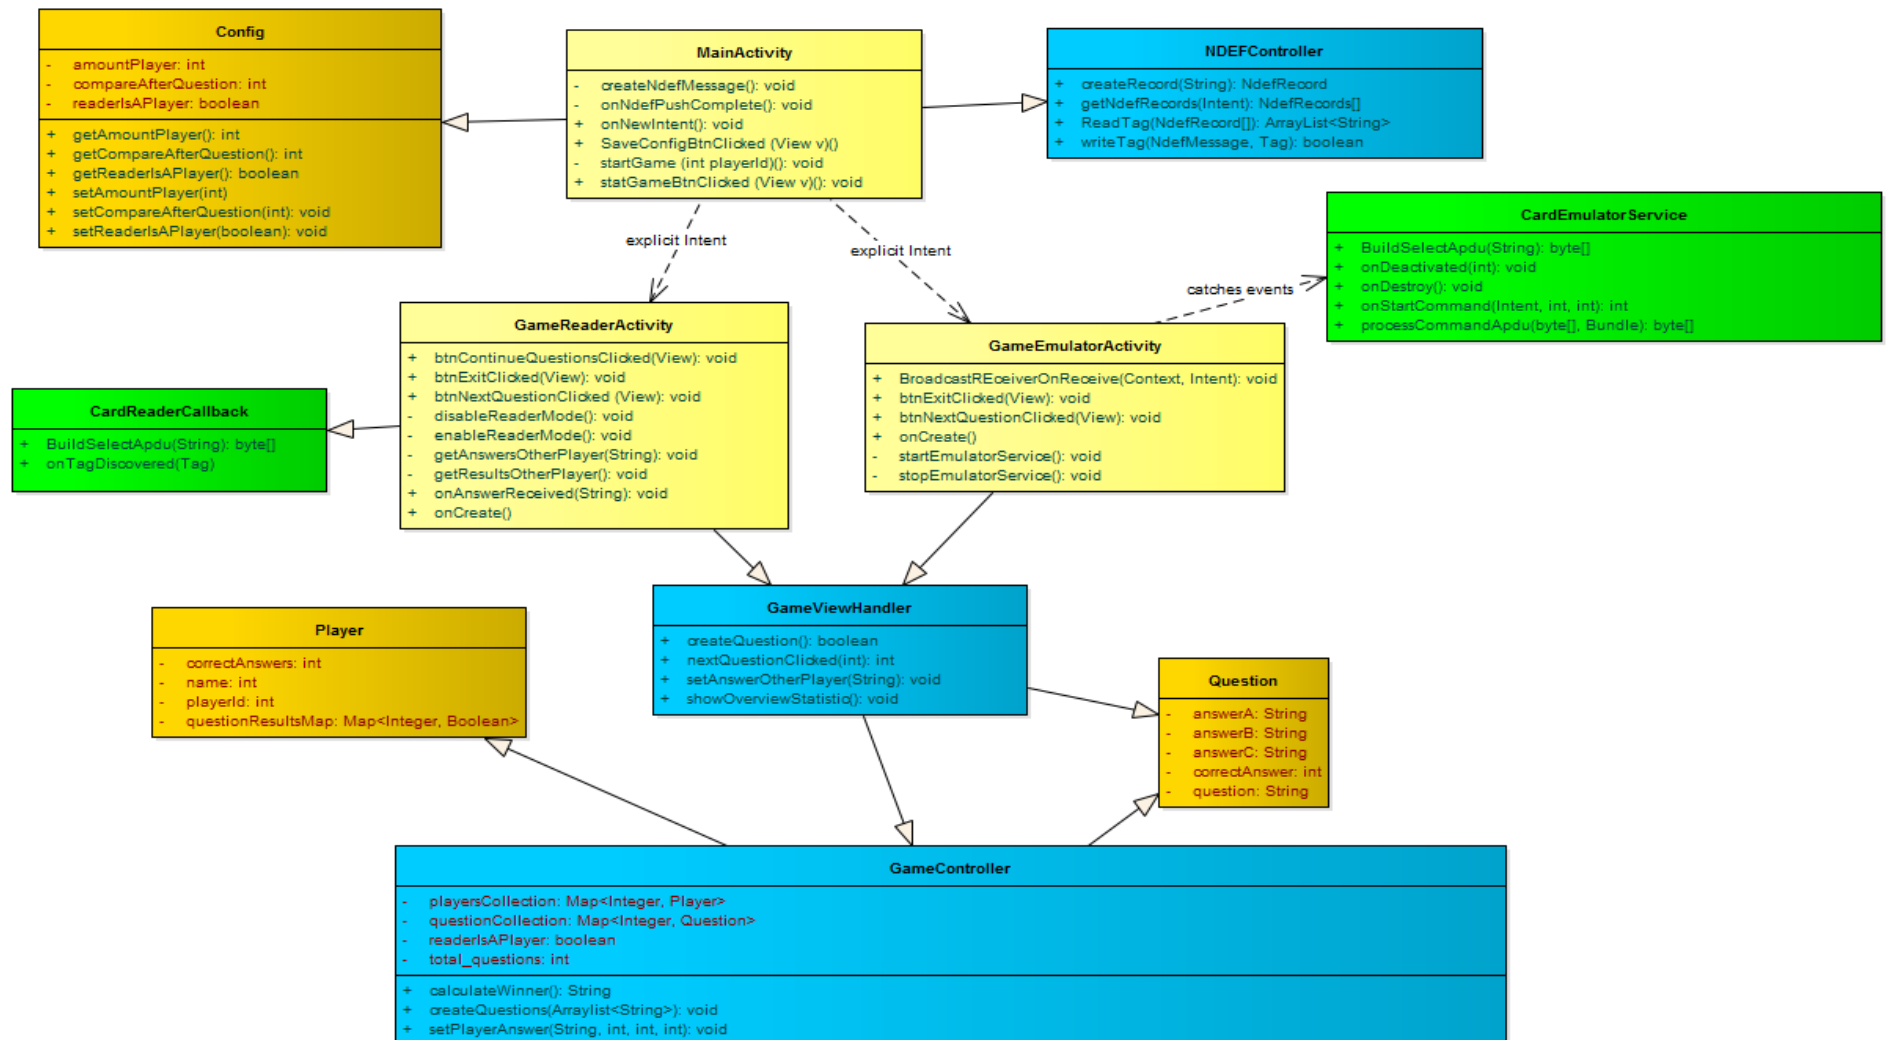 Config
- amountPlayer: int
- compareAfterQuestion: int
- readerIsAPlayer: boolean
+ getAmountPlayer(): int
+ getCompareAfterQuestion(): int
+ getReaderIsAPlayer(): boolean
+ setAmountPlayer(int)
+ setCompareAfterQuestion(int): void
+ setReaderIsAPlayer(boolean): void
MainActivity
- createNdefMessage(): void
- onNdefPushComplete(): void
+ onNewIntent(): void
+ SaveConfigBtnClicked (View v)()
- startGame (int playerId)(): void
+ statGameBtnClicked (View v)(): void
NDEFController
+ createRecord(String): NdefRecord
+ getNdefRecords(Intent): NdefRecords[]
+ ReadTag(NdefRecord[]): ArrayList<String>
+ writeTag(NdefMessage, Tag): boolean
explicit Intent
explicit Intent
catches events
CardEmulatorService
+ BuildSelectApdu(String): byte[]
+ onDeactivated(int): void
+ onDestroy(): void
+ onStartCommand(Intent, int, int): int
+ processCommandApdu(byte[], Bundle): byte[]
GameReaderActivity
+ btnContinueQuestionsClicked(View): void
+ btnExitClicked(View): void
+ btnNextQuestionClicked (View): void
- disableReaderMode(): void
- enableReaderMode(): void
- getAnswersOtherPlayer(String): void
- getResultsOtherPlayer(): void
+ onAnswerReceived(String): void
+ onCreate()
GameEmulatorActivity
+ BroadcastREceiverOnReceive(Context, Intent): void
+ btnExitClicked(View): void
+ btnNextQuestionClicked(View): void
+ onCreate()
- startEmulatorService(): void
- stopEmulatorService(): void
CardReaderCallback
+ BuildSelectApdu(String): byte[]
+ onTagDiscovered(Tag)
GameViewHandler
+ createQuestion(): boolean
+ nextQuestionClicked(int): int
+ setAnswerOtherPlayer(String): void
+ showOverviewStatistic(): void
Player
- correctAnswers: int
- name: int
- playerId: int
- questionResultsMap: Map<Integer, Boolean>
Question
- answerA: String
- answerB: String
- answerC: String
- correctAnswer: int
- question: String
GameController
- playersCollection: Map<Integer, Player>
- questionCollection: Map<Integer, Question>
- readerIsAPlayer: boolean
- total_questions: int
+ calculateWinner(): String
+ createQuestions(Arraylist<String>): void
+ setPlayerAnswer(String, int, int, int): void